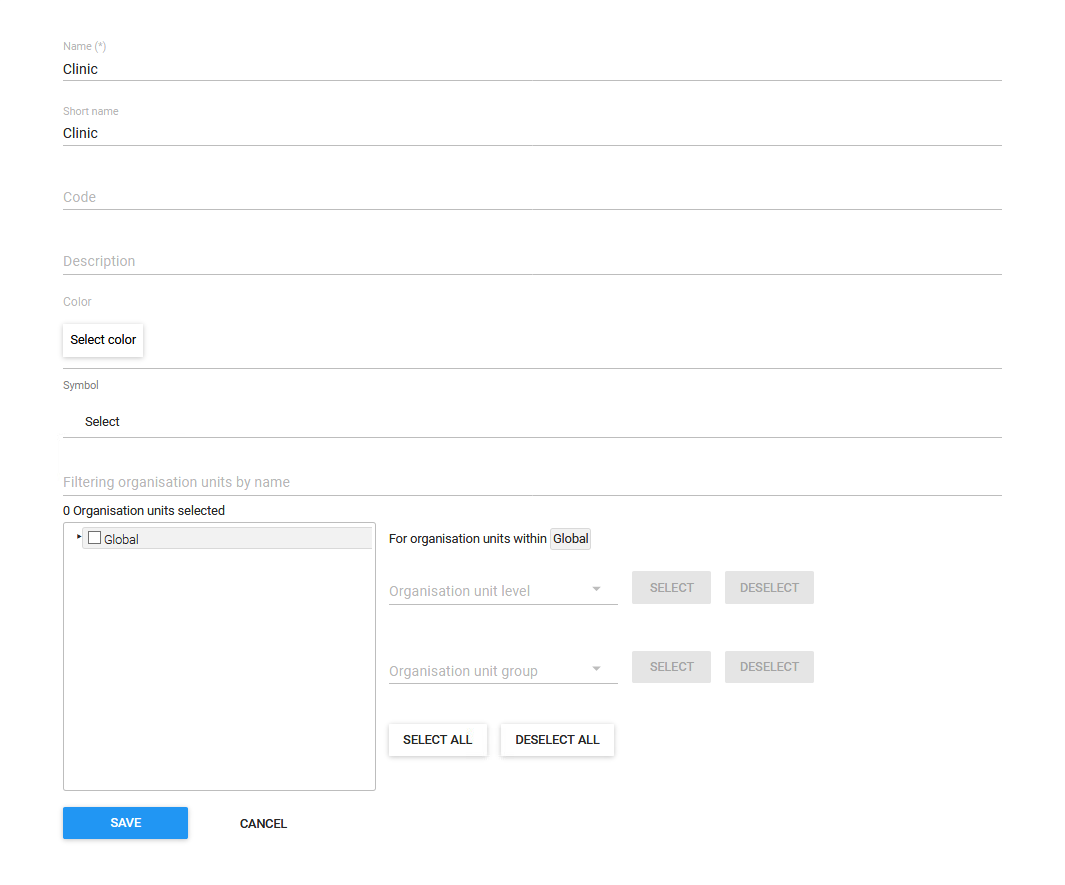 Name (*)
Clinic
Short name
Clinic
Code
Description
Color
Select color
Symbol
Select
Filtering organisation units by name
0 Organisation units selected
Global
For organisation units within Global
Organisation unit level
SELECT
DESELECT
Organisation unit group
SELECT
DESELECT
SELECT ALL
DESELECT ALL
SAVE
CANCEL